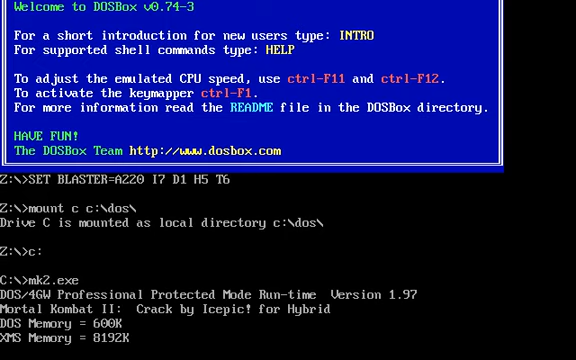 Welcome to DOSBox v0.74-3
For a short introduction for new users type: INTRO
For supported shell commands type: HELP
To adjust the emulated CPU speed, use ctrl-F11 and ctrl-F12.
To activate the keymapper ctrl-F1.
For more information read the README file in the DOSBox directory.
HAVE FUN!
The DOSBox Team http://www.dosbox.com
Z:\>SET BLASTER=A220 I7 D1 H5 T6
Z:\>mount c c:\dos\
Drive C is mounted as local directory c:\dos\
Z:\>c:
C:\>mk2.exe
DOS/4GW Professional Protected Mode Run-time  Version 1.97
Mortal Kombat II:  Crack by Icepic! for Hybrid
DOS Memory = 600K
XMS Memory = 8192K